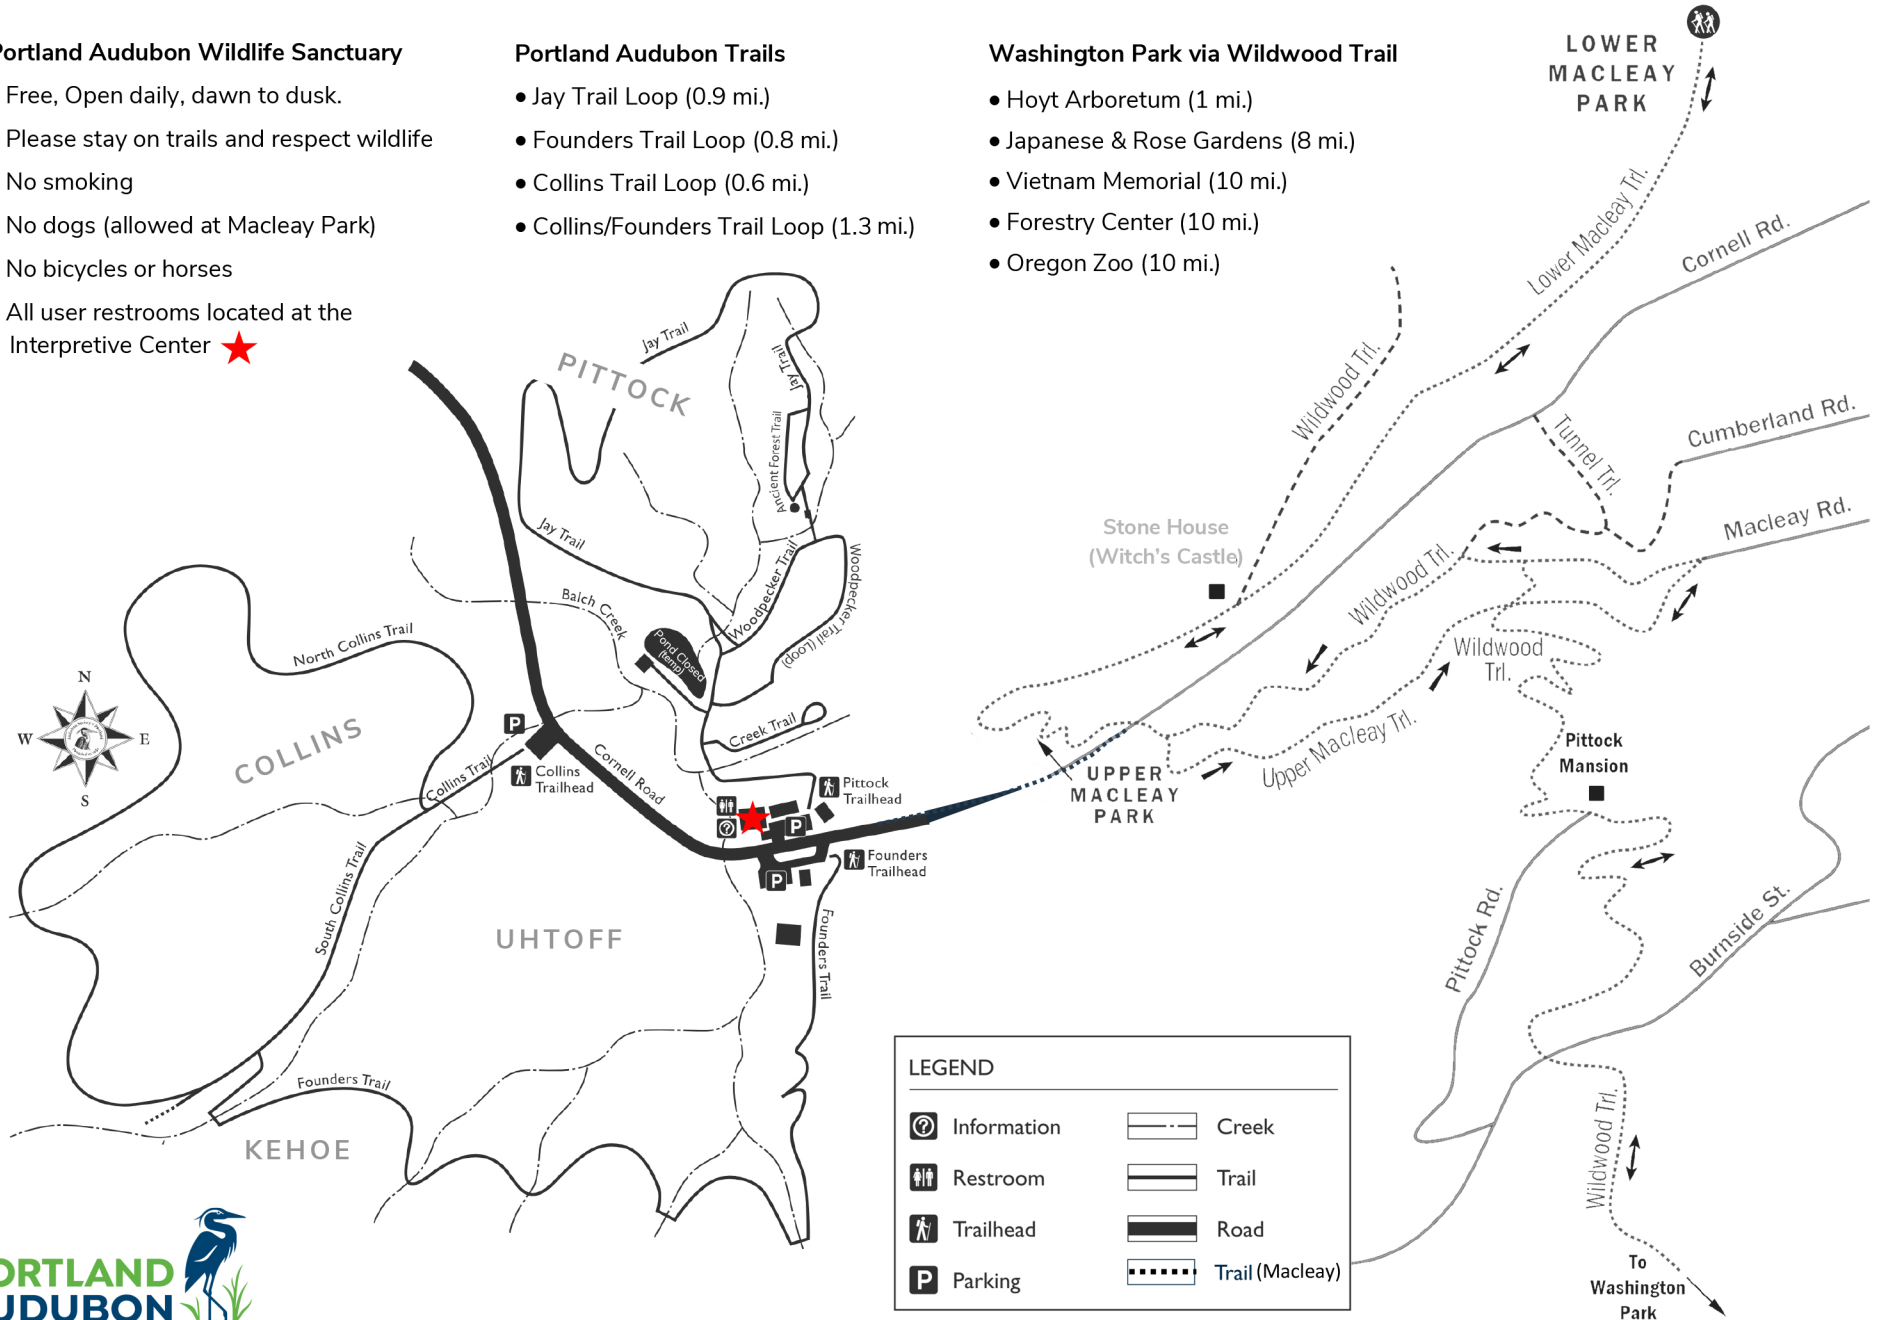 ortland Audubon Wildlife Sanctuary
Free, Open daily, dawn to dusk.
Please stay on trails and respect wildlife
No smoking
No dogs (allowed at Macleay Park)
No bicycles or horses
All user restrooms located at the
Interpretive Center
Portland Audubon Trails
• Jay Trail Loop (0.9 mi.)
• Founders Trail Loop (0.8 mi.)
• Collins Trail Loop (0.6 mi.)
• Collins/Founders Trail Loop (1.3 mi.)
Washington Park via Wildwood Trail
• Hoyt Arboretum (1 mi.)
• Japanese & Rose Gardens (8 mi.)
• Vietnam Memorial (10 mi.)
• Forestry Center (10 mi.)
• Oregon Zoo (10 mi.)
LOWER
MACLEAY
PARK
Lower Macleay Trl.
Cornell Rd.
Wildwood Trl.
Tunnel Trl.
Cumberland Rd.
Macleay Rd.
Stone House
(Witch's Castle)
Wildwood Trl.
Wildwood
Trl.
Upper Macleay Trl.
UPPER
MACLEAY
PARK
Pittock
Mansion
Pittock Rd.
Burnside St.
Wildwood Trl.
To
Washington
Park
PITTOCK
Jay Trail
Jay Trail
Ancient Forest Trail
Jay Trail
Woodpecker Trail
Woodpecker Trail (Loop)
Balch Creek
Pond Closed
(temp)
Creek Trail
North Collins Trail
COLLINS
N
W
E
S
P
Collins Trail
Collins
Trailhead
Cornell Road
Pittock
Trailhead
P
Founders
Trailhead
P
South Collins Trail
UHTOFF
Founders Trail
Founders Trail
KEHOE
LEGEND
Information
Restroom
Trailhead
P Parking
Creek
Trail
Road
Trail (Macleay)
ORTLAND
UDUBON